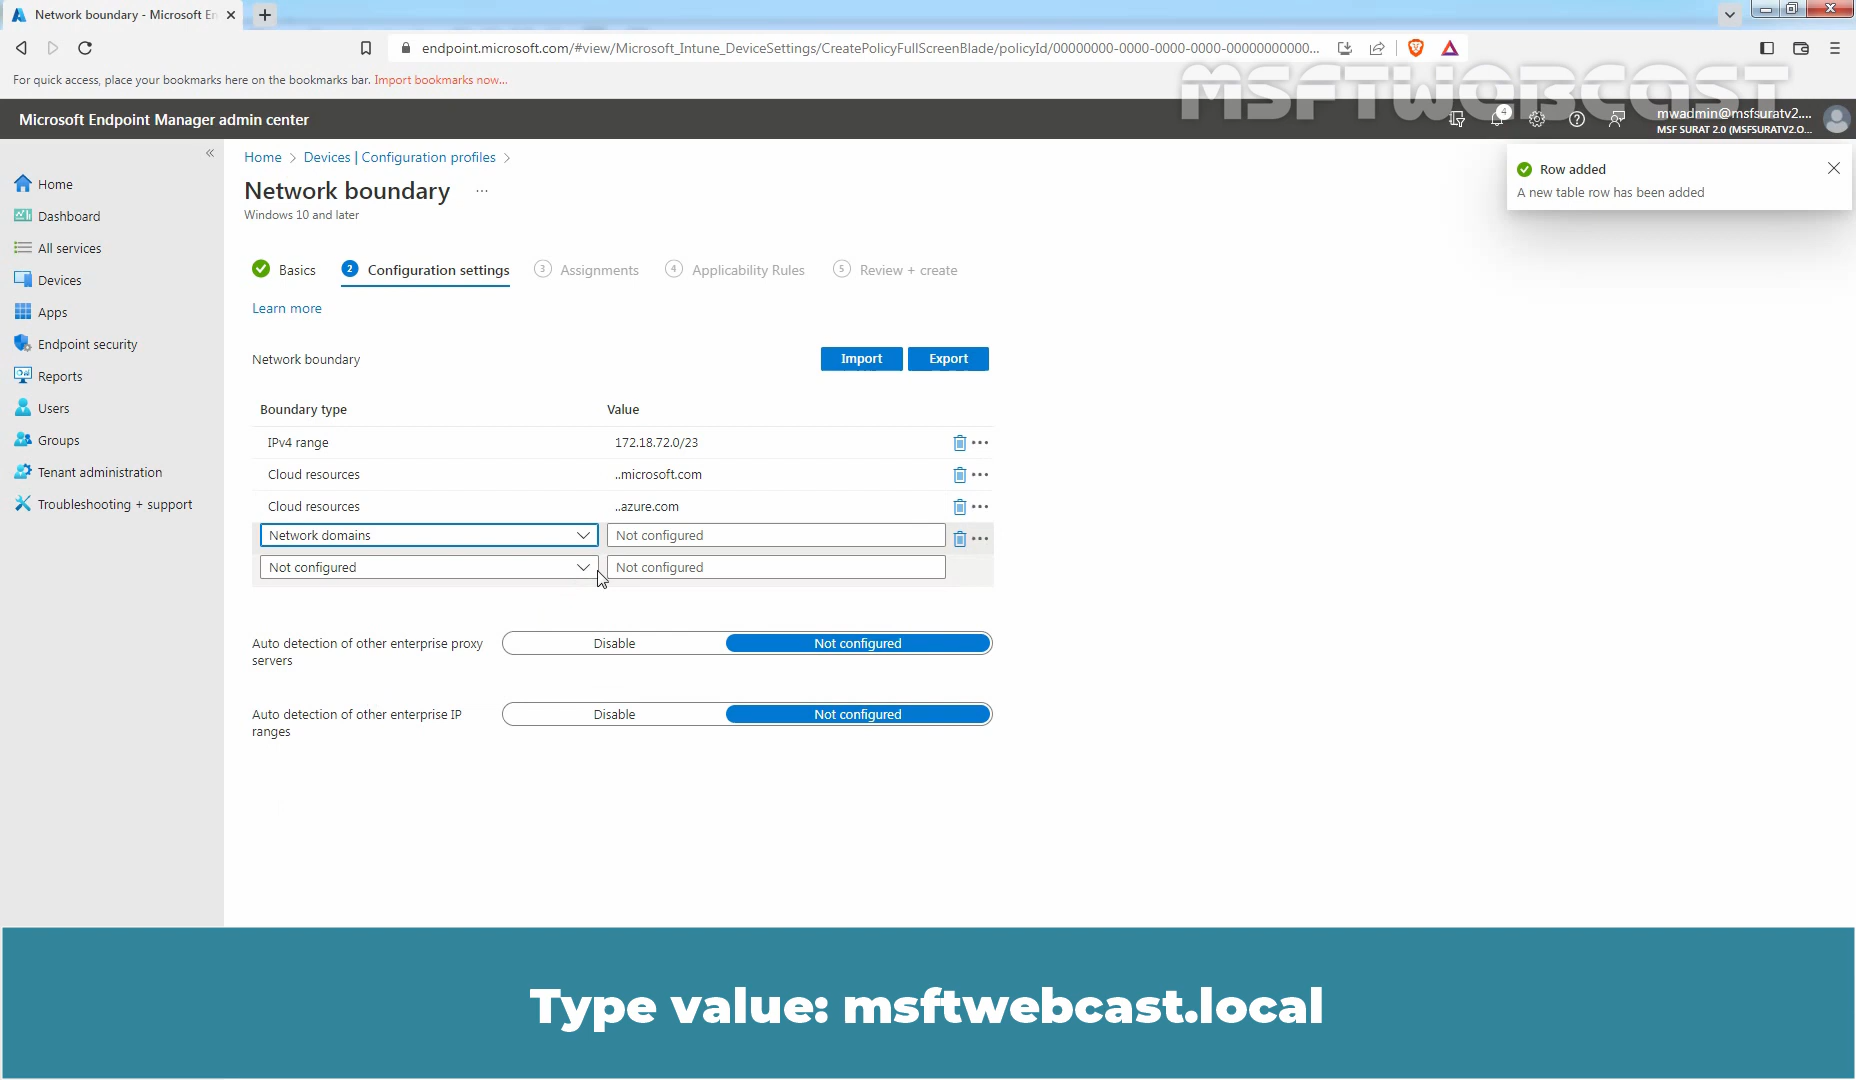 Network boundary - Microsoft En
For quick access, place your bookmarks here on the bookmarks bar. Import bookmarks now...
endpoint.microsoft.com/#view/Microsoft_Intune_DeviceSettings/CreatePolicyFullScreenBlade/policyId/00000000-0000-0000-0000-00000000000...
MSFTWEBCAST
Microsoft Endpoint Manager admin center
4
mwadmin@msfsuratv2....
MSF SURAT 2.0 (MSFSURATV2.O...
Home
Dashboard
All services
Devices
Apps
Endpoint security
Reports
Users
Groups
Tenant administration
Troubleshooting + support
Home > Devices | Configuration profiles >
Network boundary ...
Windows 10 and later
Row added
A new table row has been added
Basics 2 Configuration settings 3 Assignments 4 Applicability Rules 5 Review + create
Learn more
Network boundary Import Export
Boundary type Value
IPv4 range 172.18.72.0/23
Cloud resources ..microsoft.com
Cloud resources ..azure.com
Network domains Not configured
Not configured Not configured
Auto detection of other enterprise proxy
servers
Disable Not configured
Auto detection of other enterprise IP
ranges
Disable Not configured
Type value: msftwebcast.local